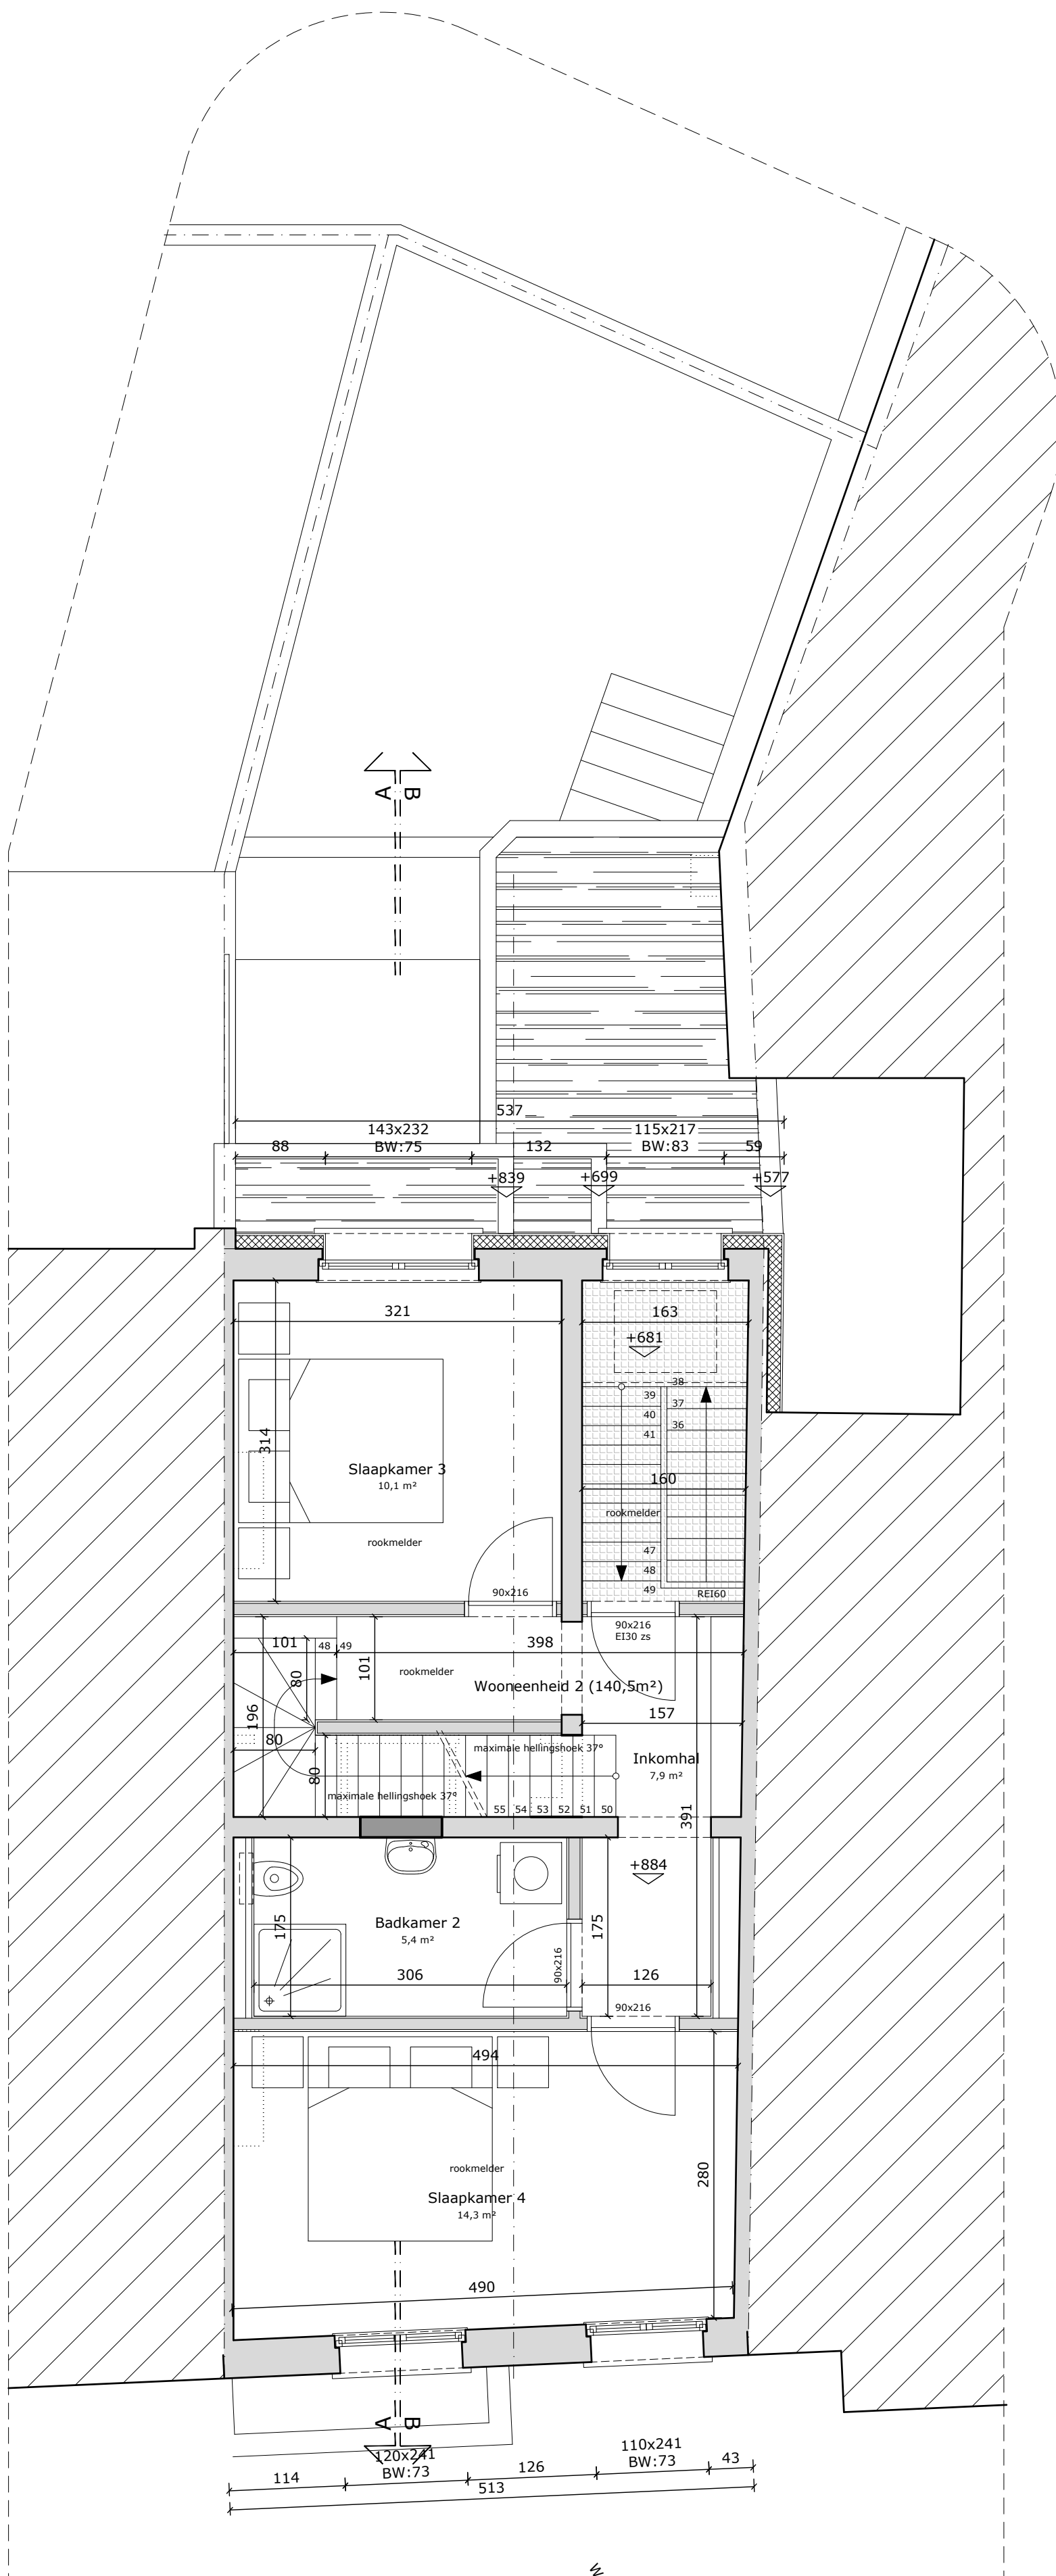 A B
537
143x232
BW:75
115x217
BW:83
88
132
59
+839
+699
+577
321
163
+681
38
39
37
40
36
41
314
Slaapkamer 3
10,1 m²
160
rookmelder
rookmelder
47
48
49
90x216
REI60
90x216
EI30 zs
101
48
49
398
80
101
rookmelder
Wooneenheid 2 (140,5m²)
196
157
80
maximale hellingshoek 37°
Inkomhal
7,9 m²
80
maximale hellingshoek 37°
55
54
53
52
51
50
391
+884
175
Badkamer 2
5,4 m²
175
90x216
306
126
90x216
494
rookmelder
280
Slaapkamer 4
14,3 m²
490
A B
120x241
BW:73
110x241
BW:73
114
126
43
513
W